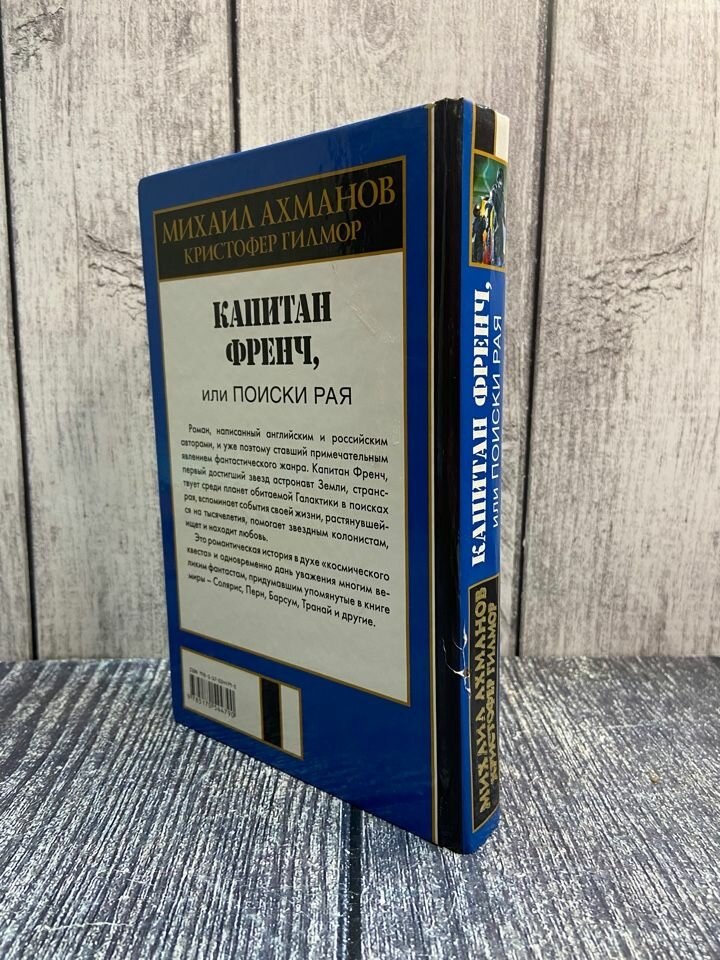 МИХАИЛ АХМАНОВ
КРИСТОФЕР ГИЛМОР
КАПИТАН
ФРЕНЧ,
или ПОИСКИ РАЯ
Роман, написанный английским и российским
авторами, и уже поэтому ставший примечательным
явлением фантастического жанра. Капитан Френч,
первый достигший звезд астронавт Земли, странс-
твует среди планет обитаемой Галактики в поисках
рая, вспоминает события своей жизни, растянувшей-
ся на тысячелетия, помогает звездным колонистам,
ищет и находит любовь.
Это романтическая история в духе «космического
квеста» и одновременно дань уважения многим ве-
ликим фантастам, придумавшим упомянутые в книге
миры – Солярис, Перн, Барсум, Транай и другие.
КАПИТАН ФРЕНЧ,
или ПОИСКИ РАЯ
МИХАИЛ АХМАНОВ
КРИСТОФЕР ГИЛМОР